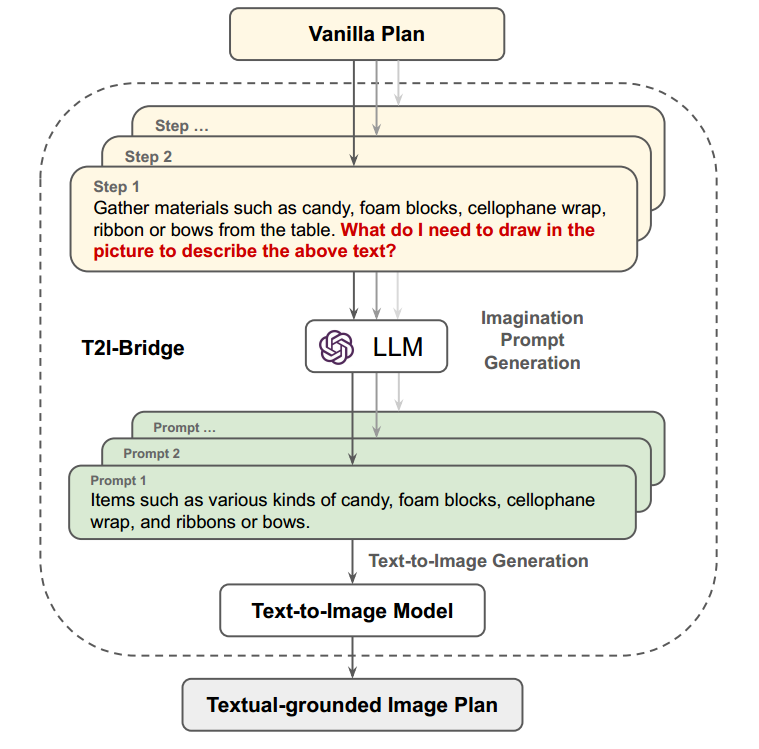 Vanilla Plan
Step …
Step 2
Step 1
Gather materials such as candy, foam blocks, cellophane wrap,
ribbon or bows from the table. What do I need to draw in the
picture to describe the above text?
T2I-Bridge
LLM
Imagination
Prompt
Generation
Prompt …
Prompt 2
Prompt 1
Items such as various kinds of candy, foam blocks, cellophane
wrap, and ribbons or bows.
Text-to-Image Generation
Text-to-Image Model
Textual-grounded Image Plan